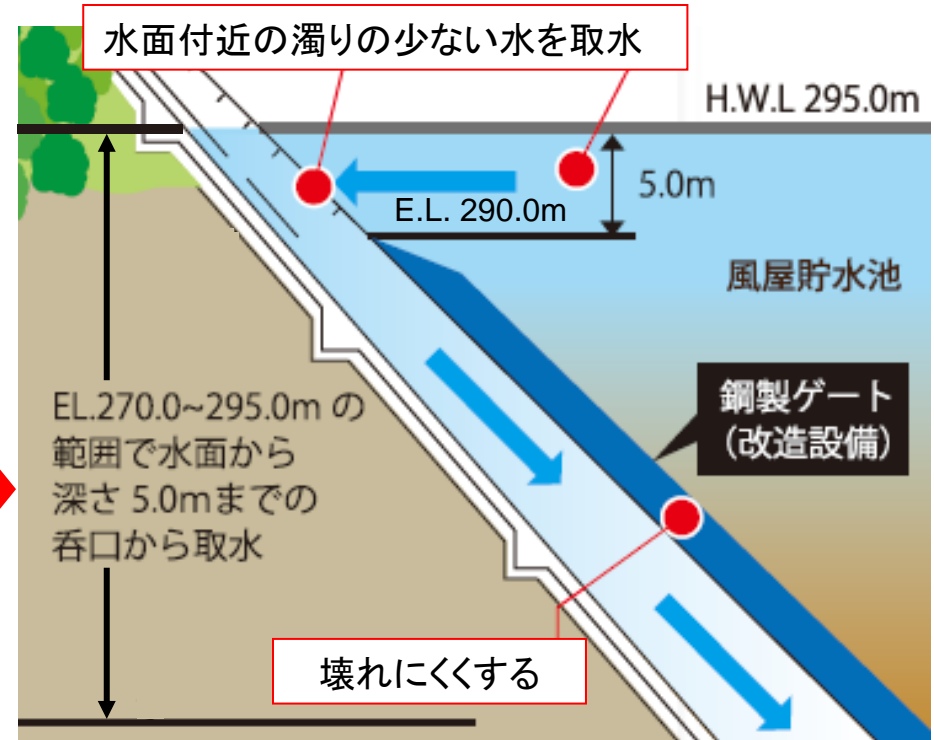 水面付近の濁りの少ない水を取水
H.W.L 295.0m
5.0m
E.L. 290.0m
風屋貯水池
鋼製ゲート
(改造設備)
EL.270.0~295.0m の
範囲で水面から
深さ 5.0mまでの
呑口から取水
壊れにくくする